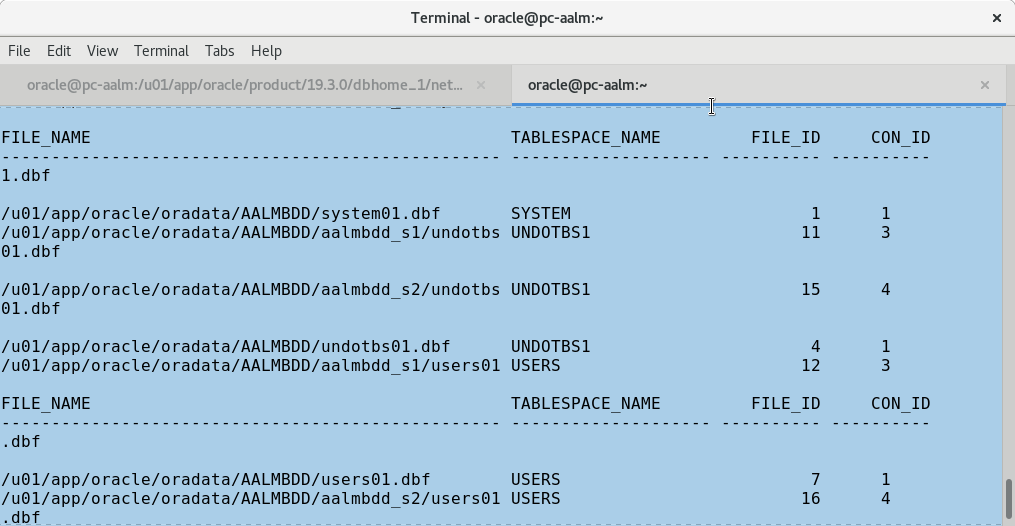 Terminal - oracle@pc-aalm:~
File Edit View Terminal Tabs Help
oracle@pc-aalm:/u01/app/oracle/product/19.3.0/dbhome_1/net...
oracle@pc-aalm:~
FILE_NAME TABLESPACE_NAME FILE_ID CON_ID
-------------------------------------------------- -------------------- ---------- ----------
1.dbf
/u01/app/oracle/oradata/AALMBDD/system01.dbf SYSTEM 1 1
/u01/app/oracle/oradata/AALMBDD/aalmbdd_s1/undotbs UNDOTBS1 11 3
01.dbf
/u01/app/oracle/oradata/AALMBDD/aalmbdd_s2/undotbs UNDOTBS1 15 4
01.dbf
/u01/app/oracle/oradata/AALMBDD/undotbs01.dbf UNDOTBS1 4 1
/u01/app/oracle/oradata/AALMBDD/aalmbdd_s1/users01 USERS 12 3
FILE_NAME TABLESPACE_NAME FILE_ID CON_ID
-------------------------------------------------- -------------------- ---------- ----------
.dbf
/u01/app/oracle/oradata/AALMBDD/users01.dbf USERS 7 1
/u01/app/oracle/oradata/AALMBDD/aalmbdd_s2/users01 USERS 16 4
.dbf